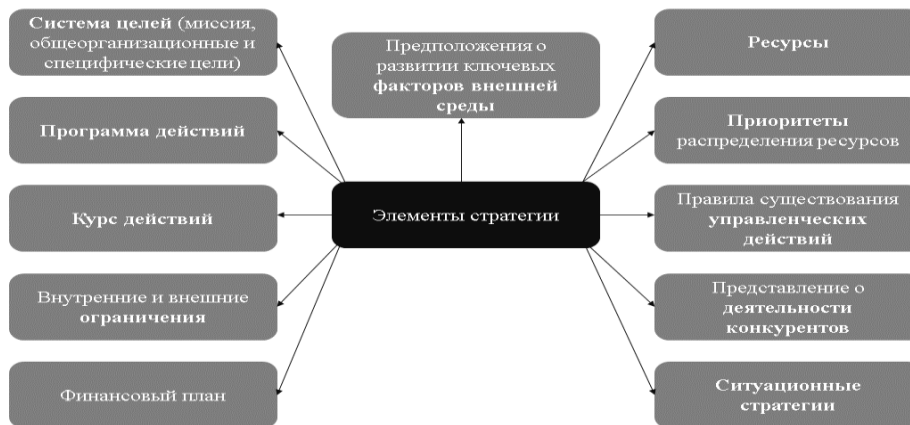 Система целей (миссия,
общеорганизационные и
специфические цели)
Предположения о
развитии ключевых
факторов внешней
среды
Ресурсы
Программа действий
Приоритеты
распределения ресурсов
Курс действий
Элементы стратегии
Правила существования
управленческих
действий
Внутренние и внешние
ограничения
Представление о
деятельности
конкурентов
Финансовый план
Ситуационные
стратегии